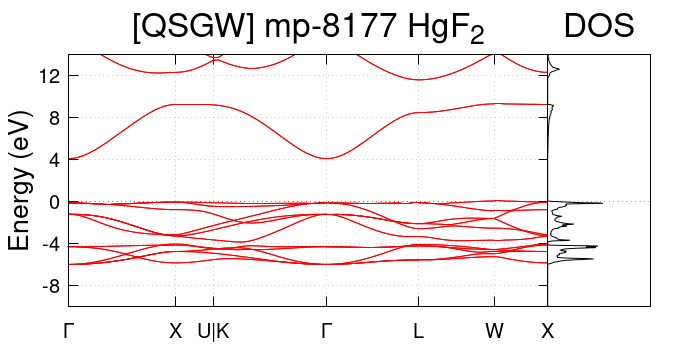 [QSGW] mp-8177 HgF2 DOS
Energy (eV)
12
8
4
0
-4
-8
Γ X U|K Γ L W X